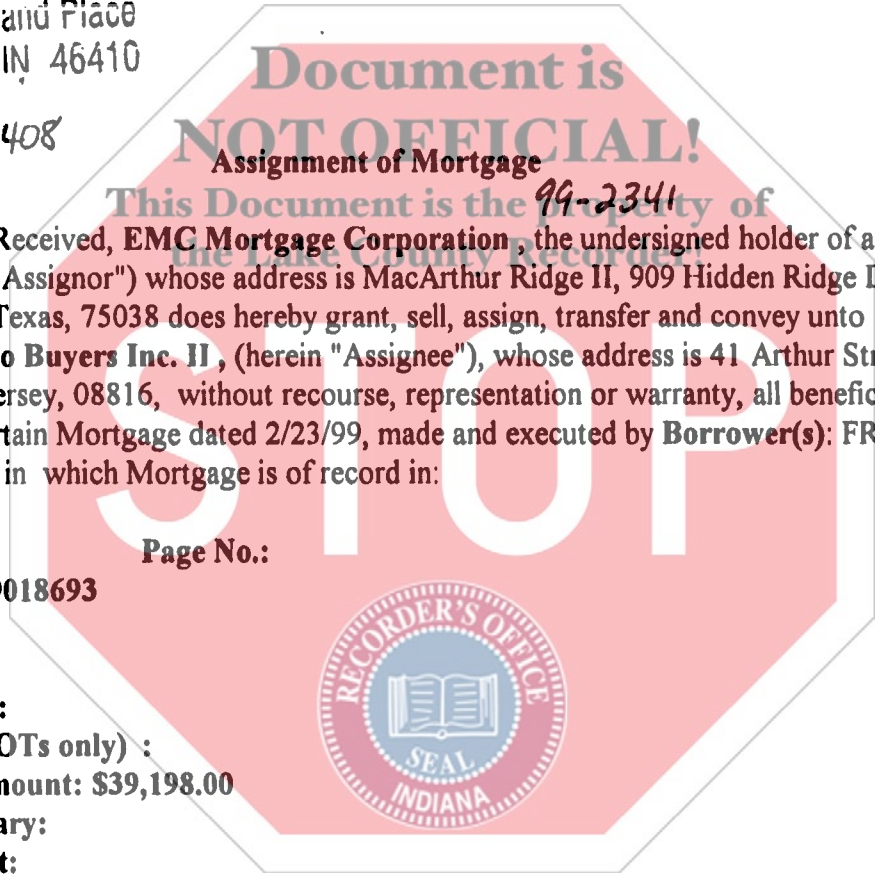 and Place
IN 46410
408
Document is
NOT OFFICIAL!
Assignment of Mortgage
99-2341
This Document is the property of
the Lake County Recorder!
Received, EMC Mortgage Corporation , the undersigned holder of a
Assignor") whose address is MacArthur Ridge II, 909 Hidden Ridge D
Texas, 75038 does hereby grant, sell, assign, transfer and convey unto
o Buyers Inc. II , (herein "Assignee"), whose address is 41 Arthur Str
ersey, 08816, without recourse, representation or warranty, all benefic
tain Mortgage dated 2/23/99, made and executed by Borrower(s): FR
in which Mortgage is of record in:
STOP
Page No.:
018693
:
OTs only) :
mount: $39,198.00
ary:
t:
RECORDER'S OFFICE
SEAL
INDIANA